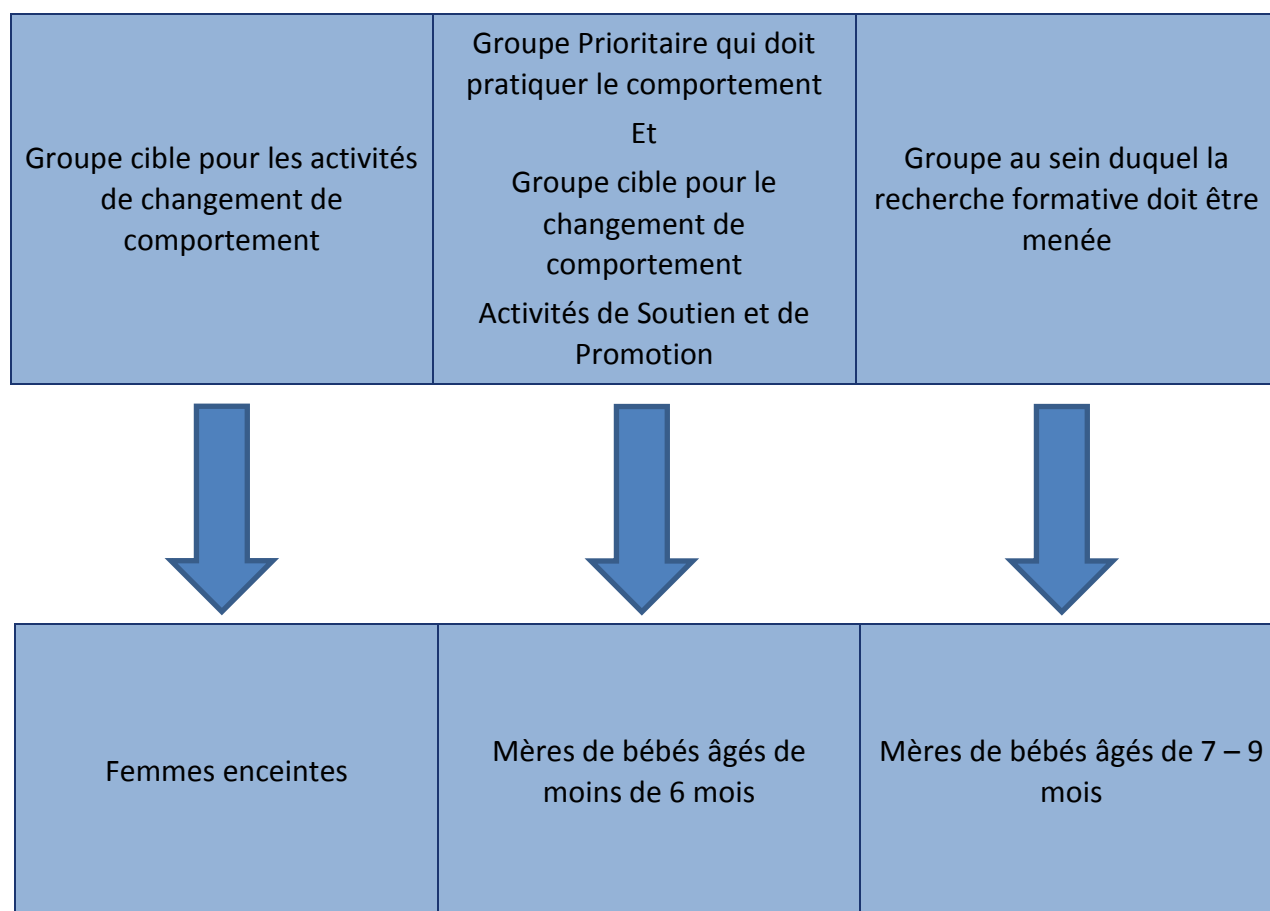 Groupe cible pour les activités
de changement de
comportement
Groupe Prioritaire qui doit
pratiquer le comportement
Et
Groupe cible pour le
changement de
comportement
Activités de Soutien et de
Promotion
Groupe au sein duquel la
recherche formative doit être
menée
Femmes enceintes
Mères de bébés âgés de
moins de 6 mois
Mères de bébés âgés de 7 – 9
mois